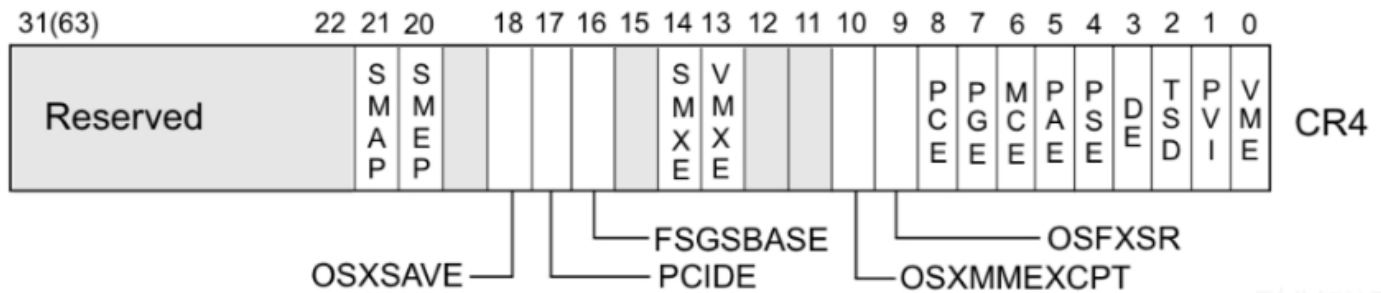 31(63) 22 21 20 18 17 16 15 14 13 12 11 10 9 8 7 6 5 4 3 2 1 0
Reserved SMAP SMEP SMXE VMXE PCE PGE MCE PAE PSE DE TSD PVI VME CR4
FSGSBASE OSFXSR
OSXSAVE PCIDE OSXMMEXCPT